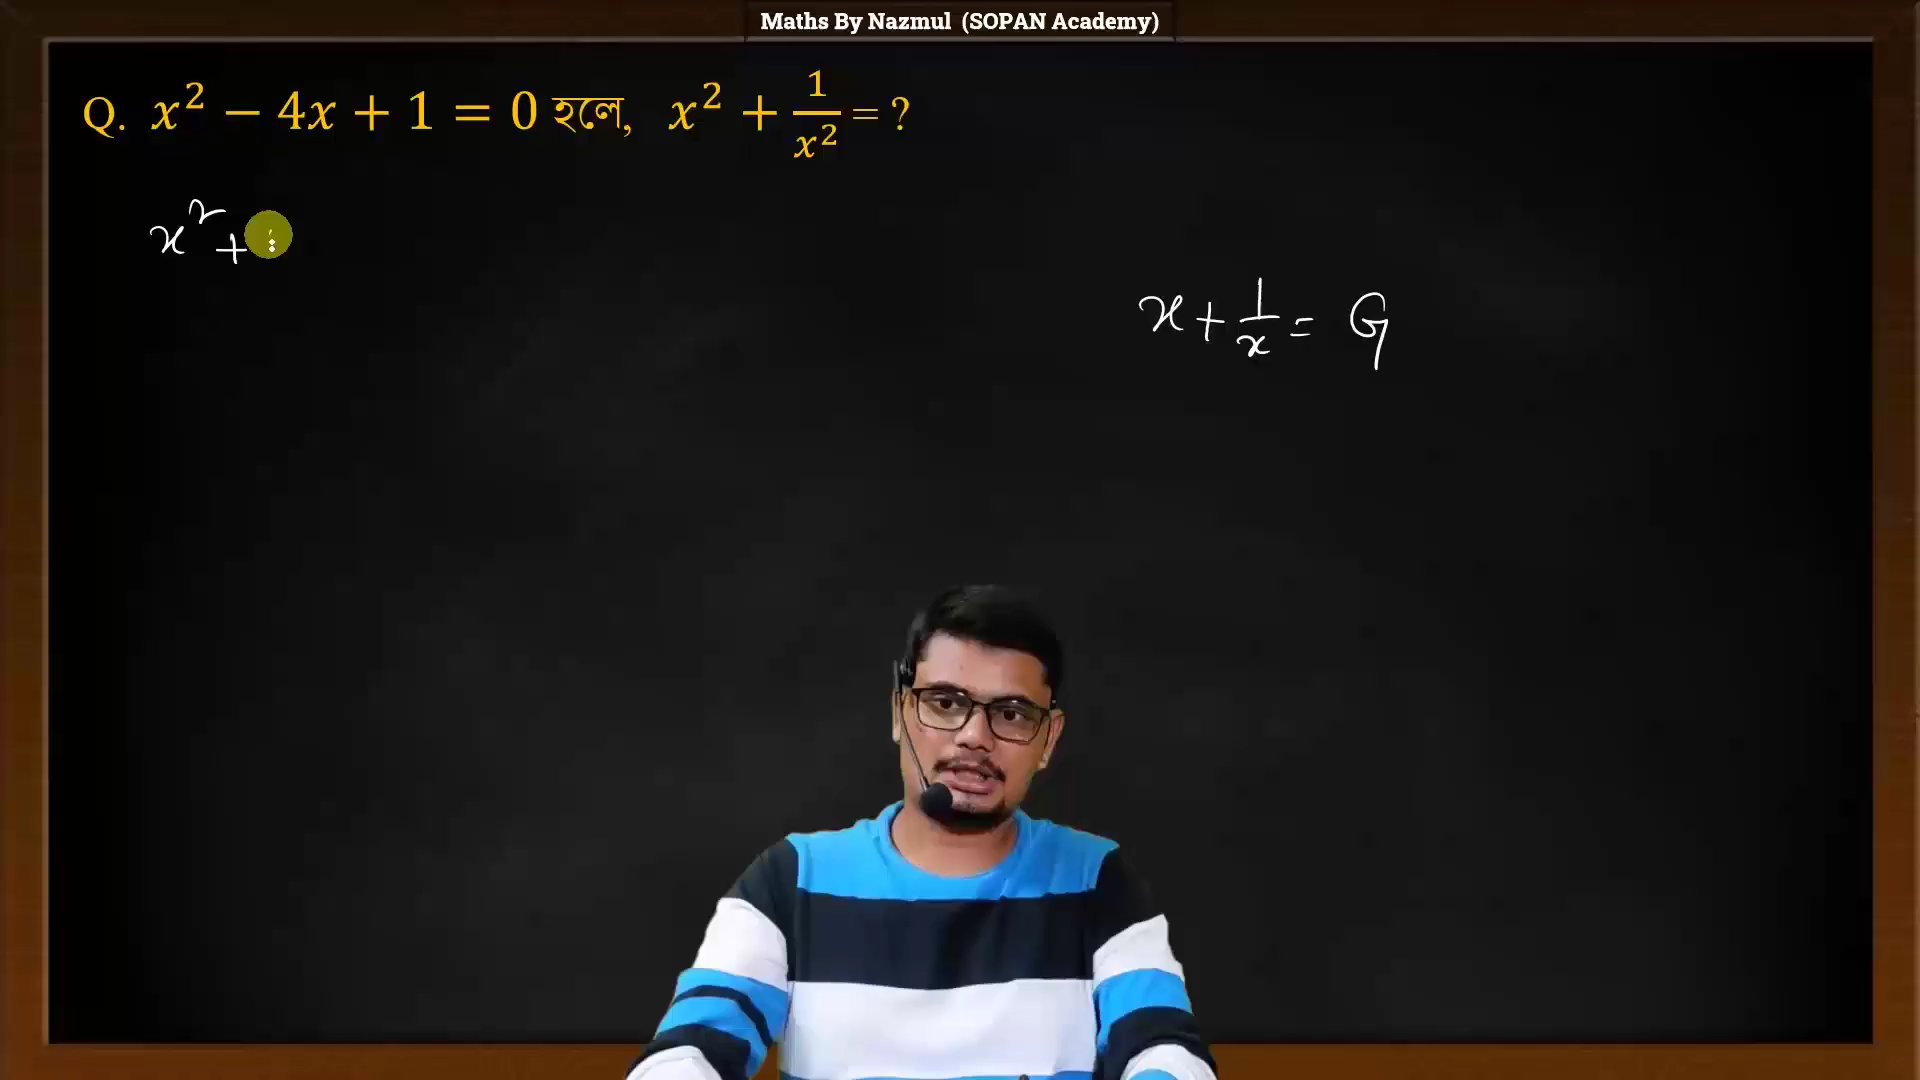 Maths By Nazmul (SOPAN Academy)
Q. x² − 4x + 1 = 0 হলে, x² + 1/x² = ?
x² +
x + 1/x = G